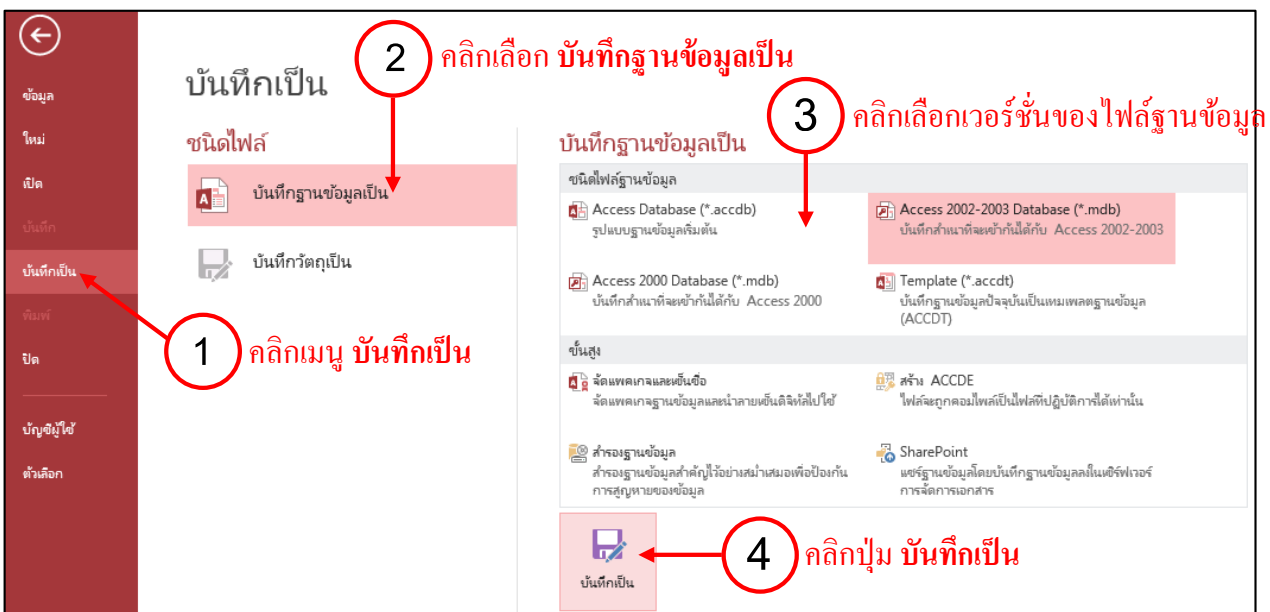 2 คลิกเลือก บันทึกฐานข้อมูลเป็น
บันทึกเป็น
3 คลิกเลือกเวอร์ชั่นของไฟล์ฐานข้อมูล
ข้อมูล
ใหม่
เปิด
บันทึก
บันทึกเป็น
พิมพ์
ปิด
บัญชีผู้ใช้
ตัวเลือก
ชนิดไฟล์
บันทึกฐานข้อมูลเป็น
บันทึกวัตถุเป็น
1 คลิกเมนู บันทึกเป็น
บันทึกฐานข้อมูลเป็น
ชนิดไฟล์ฐานข้อมูล
Access Database (*.accdb)
รูปแบบฐานข้อมูลเริ่มต้น
Access 2002-2003 Database (*.mdb)
บันทึกสำเนาที่จะเข้ากันได้กับ Access 2002-2003
Access 2000 Database (*.mdb)
บันทึกสำเนาที่จะเข้ากันได้กับ Access 2000
Template (*.accdt)
บันทึกฐานข้อมูลปัจจุบันเป็นเทมเพลตฐานข้อมูล
(ACCDT)
ขั้นสูง
จัดแพคเกจและเซ็นชื่อ
จัดแพคเกจฐานข้อมูลและนำลายเซ็นดิจิทัลไปใช้
สร้าง ACCDE
ไฟล์จะถูกคอมไพล์เป็นไฟล์ที่ปฏิบัติการได้เท่านั้น
สำรองฐานข้อมูล
สำรองฐานข้อมูลสำคัญไว้อย่างสม่ำเสมอเพื่อป้องกัน
การสูญหายของข้อมูล
SharePoint
แชร์ฐานข้อมูลโดยบันทึกฐานข้อมูลลงในเซิร์ฟเวอร์
การจัดการเอกสาร
บันทึกเป็น
4 คลิกปุ่ม บันทึกเป็น